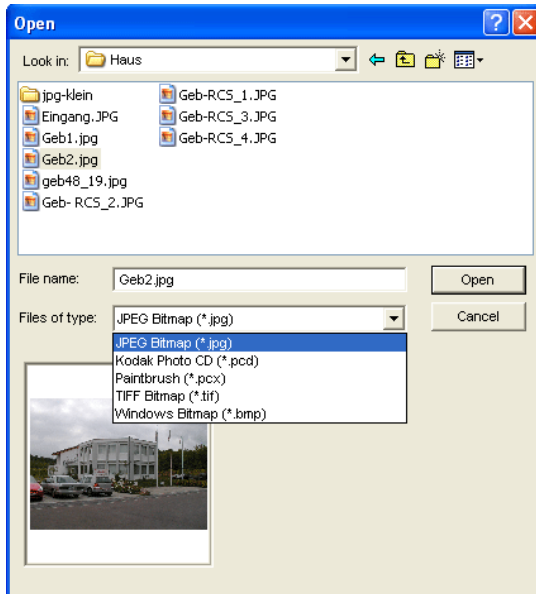 Open
Look in: Haus
jpg-klein
Eingang.JPG
Geb1.jpg
Geb2.jpg
geb48_19.jpg
Geb- RCS_2.JPG
Geb-RCS_1.JPG
Geb-RCS_3.JPG
Geb-RCS_4.JPG
File name: Geb2.jpg Open
Files of type: JPEG Bitmap (*.jpg) Cancel
JPEG Bitmap (*.jpg)
Kodak Photo CD (*.pcd)
Paintbrush (*.pcx)
TIFF Bitmap (*.tif)
Windows Bitmap (*.bmp)